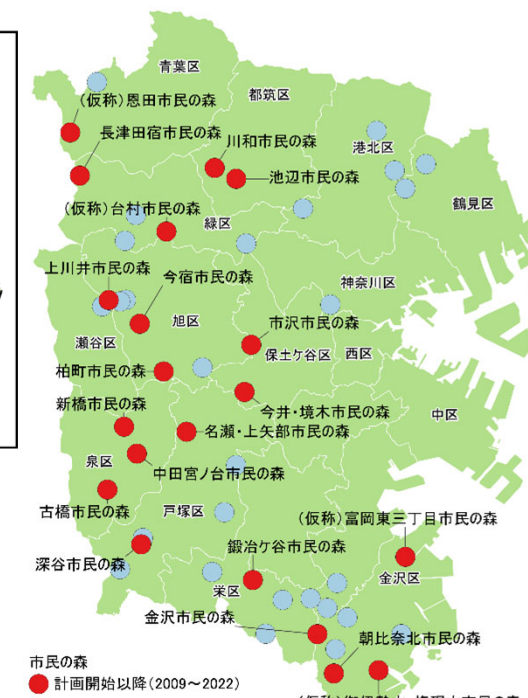 青葉区
(仮称)恩田市民の森
都筑区
長津田宿市民の森
川和市民の森
港北区
池辺市民の森
鶴見区
(仮称)台村市民の森
緑区
上川井市民の森
今宿市民の森
神奈川区
旭区
市沢市民の森
瀬谷区
保土ケ谷区
西区
柏町市民の森
今井・境木市民の森
中区
新橋市民の森
名瀬・上矢部市民の森
泉区
中田宮ノ台市民の森
古橋市民の森
戸塚区
(仮称)富岡東三丁目市民の森
深谷市民の森
鍛冶ケ谷市民の森
金沢区
栄区
金沢市民の森
朝比奈北市民の森
市民の森
計画開始以降(2009~2022)